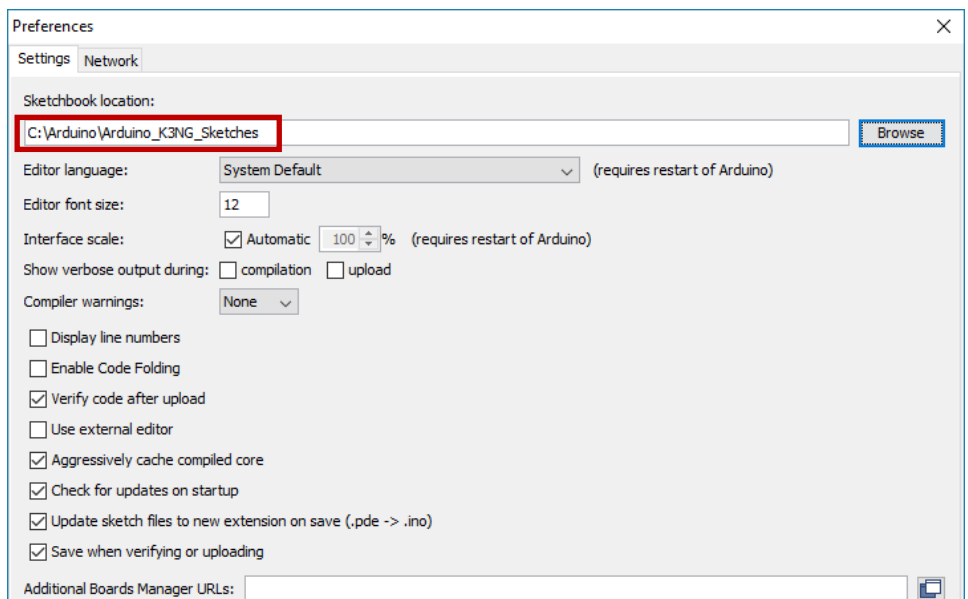 Preferences
Settings Network
Sketchbook location:
C:\Arduino\Arduino_K3NG_Sketches Browse
Editor language: System Default (requires restart of Arduino)
Editor font size: 12
Interface scale: Automatic 100 % (requires restart of Arduino)
Show verbose output during: compilation upload
Compiler warnings: None
Display line numbers
Enable Code Folding
Verify code after upload
Use external editor
Aggressively cache compiled core
Check for updates on startup
Update sketch files to new extension on save (.pde -> .ino)
Save when verifying or uploading
Additional Boards Manager URLs: